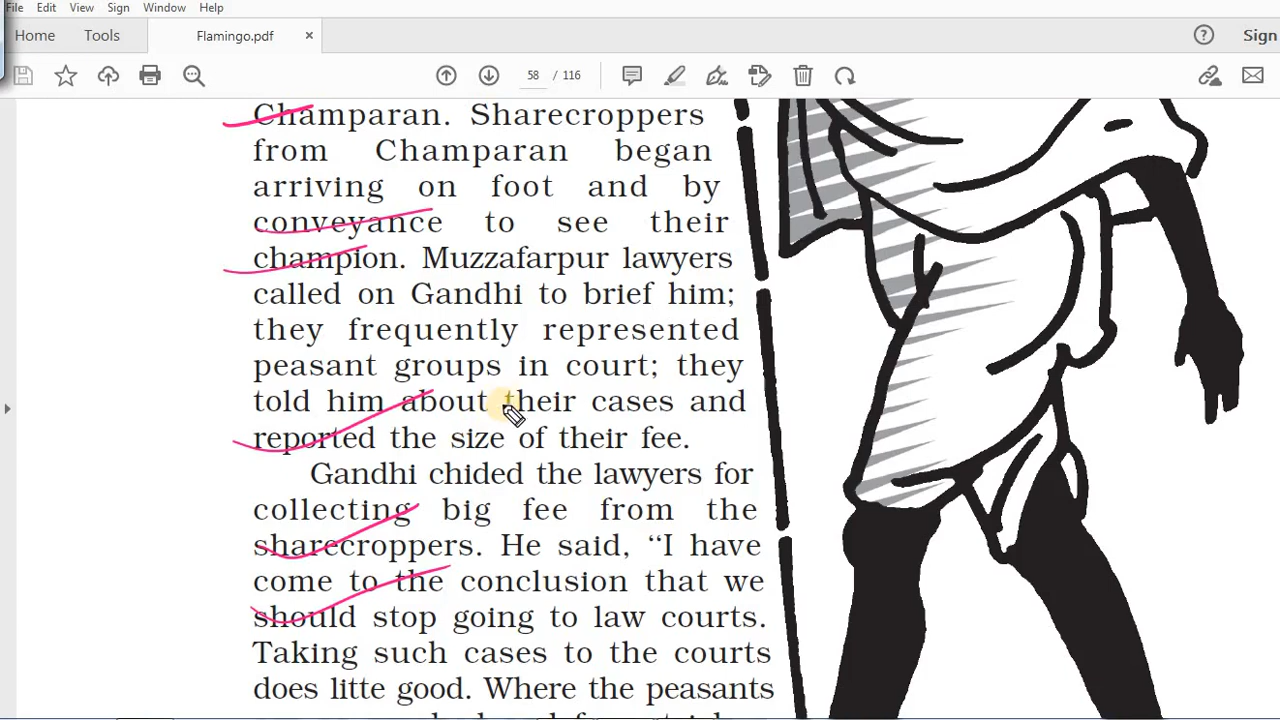 File Edit View Sign Window Help
Home Tools Flamingo.pdf × Sign
58 / 116
Champaran. Sharecroppers
from Champaran began
arriving on foot and by
conveyance to see their
champion. Muzzafarpur lawyers
called on Gandhi to brief him;
they frequently represented
peasant groups in court; they
told him about their cases and
reported the size of their fee.
Gandhi chided the lawyers for
collecting big fee from the
sharecroppers. He said, “I have
come to the conclusion that we
should stop going to law courts.
Taking such cases to the courts
does litte good. Where the peasants